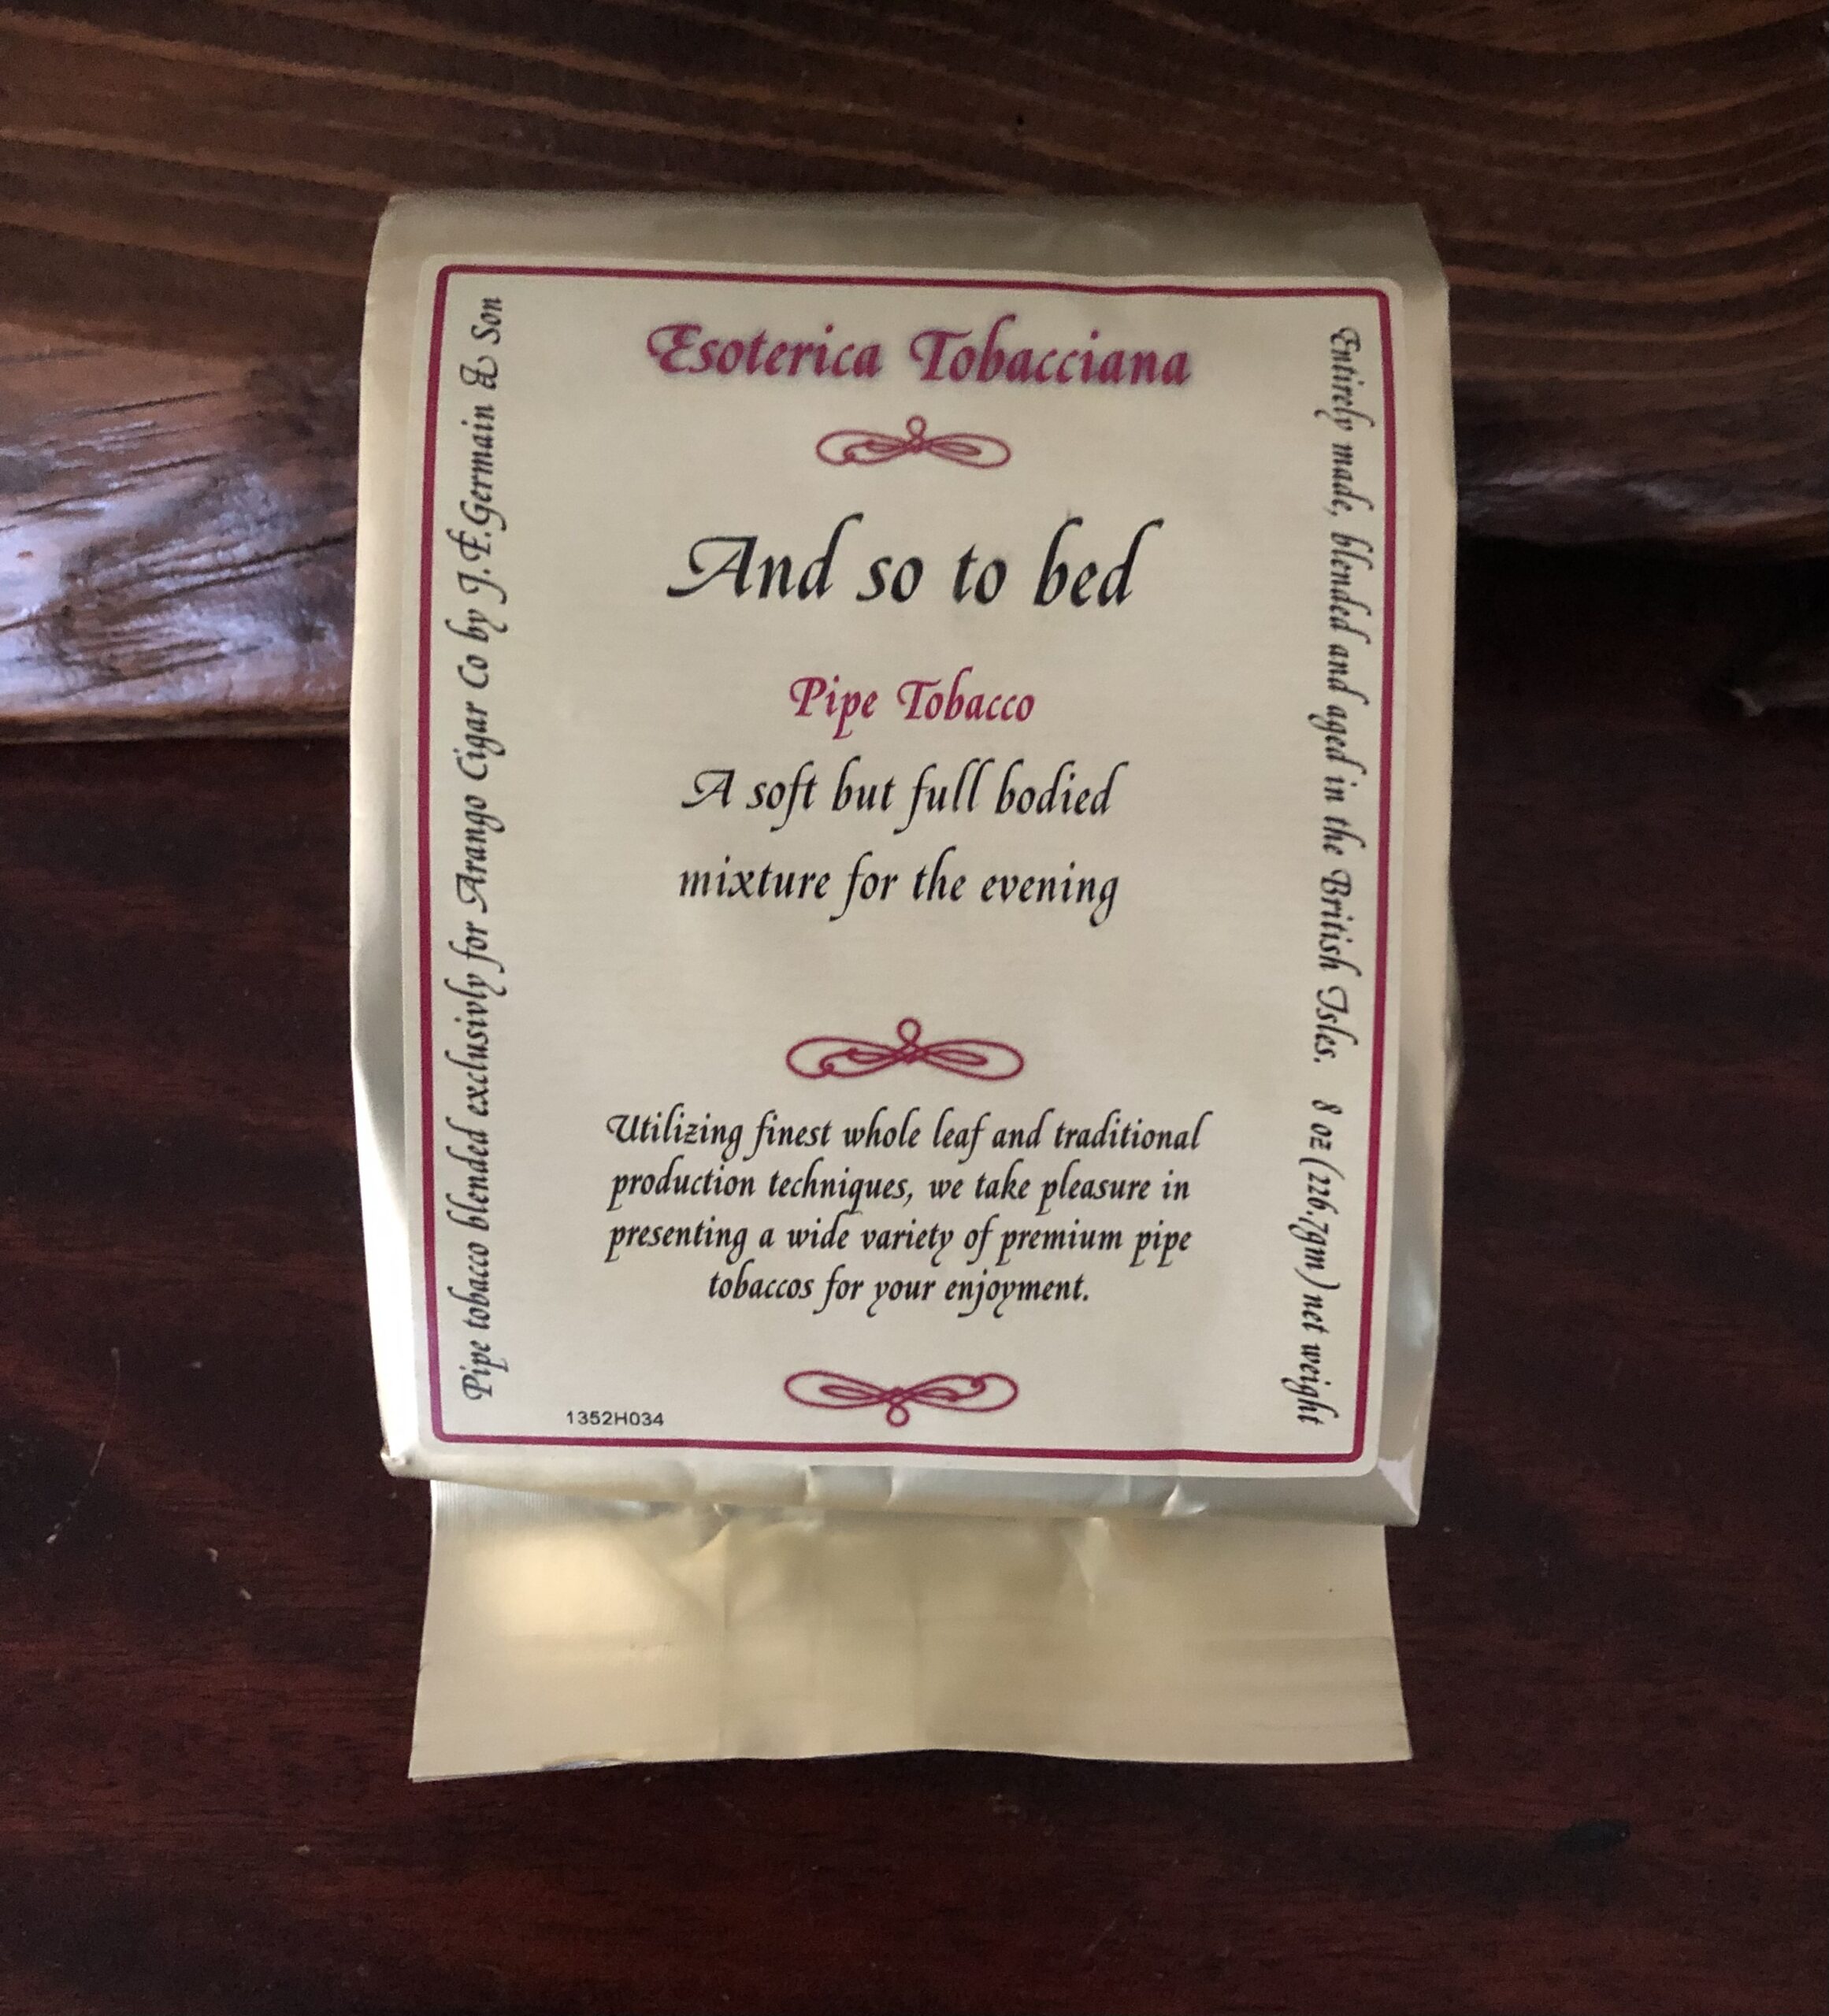 Esoterica Tobacciana
And so to bed
Pipe Tobacco
A soft but full bodied
mixture for the evening
Utilizing finest whole leaf and traditional
production techniques, we take pleasure in
presenting a wide variety of premium pipe
tobaccos for your enjoyment.
1352H034
Pipe tobacco blended exclusivly for Arango Cigar Co by J.E.Germain & Son
Entirely made, blended and aged in the British Isles. 8 oz (226.7gm) net weight